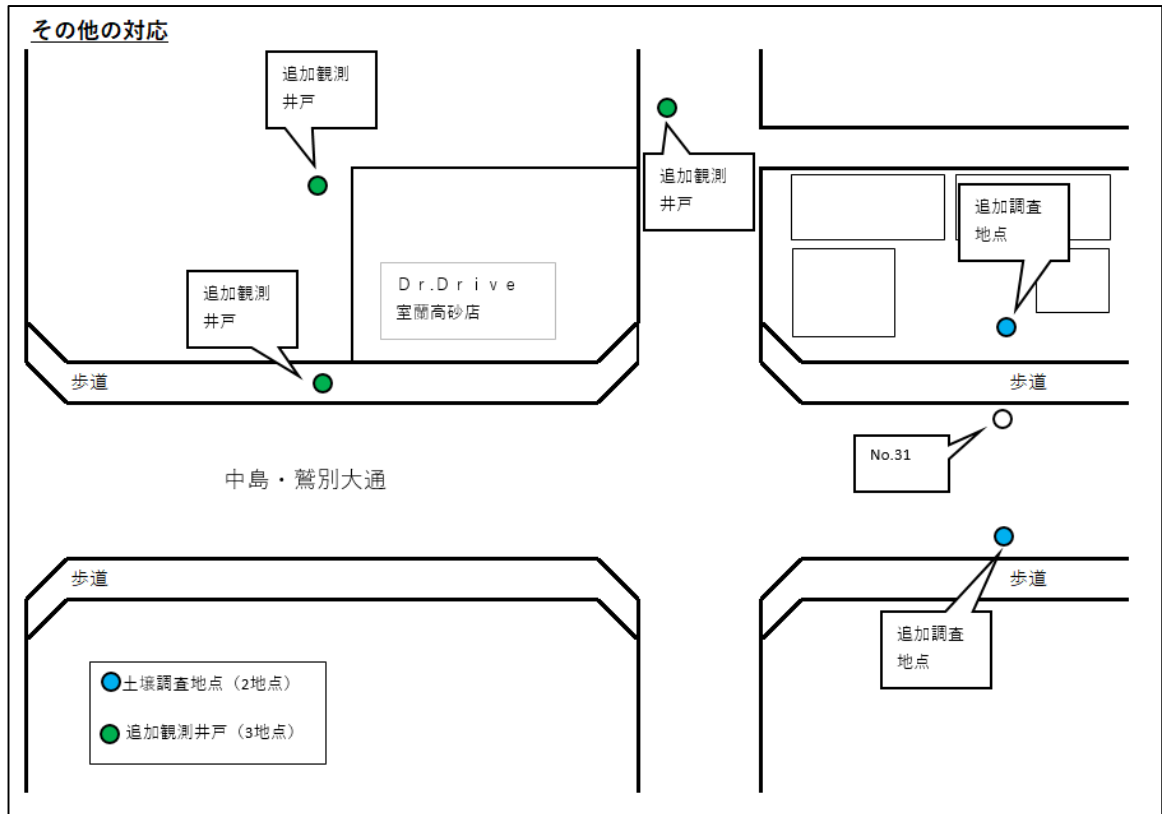 その他の対応
追加観測
井戸
追加観測
井戸
追加調査
地点
追加観測
井戸
Ｄｒ.Ｄｒｉｖｅ
室蘭高砂店
歩道
歩道
No.31
中島・鷲別大通
歩道
歩道
追加調査
地点
土壌調査地点（2地点）
追加観測井戸（3地点）